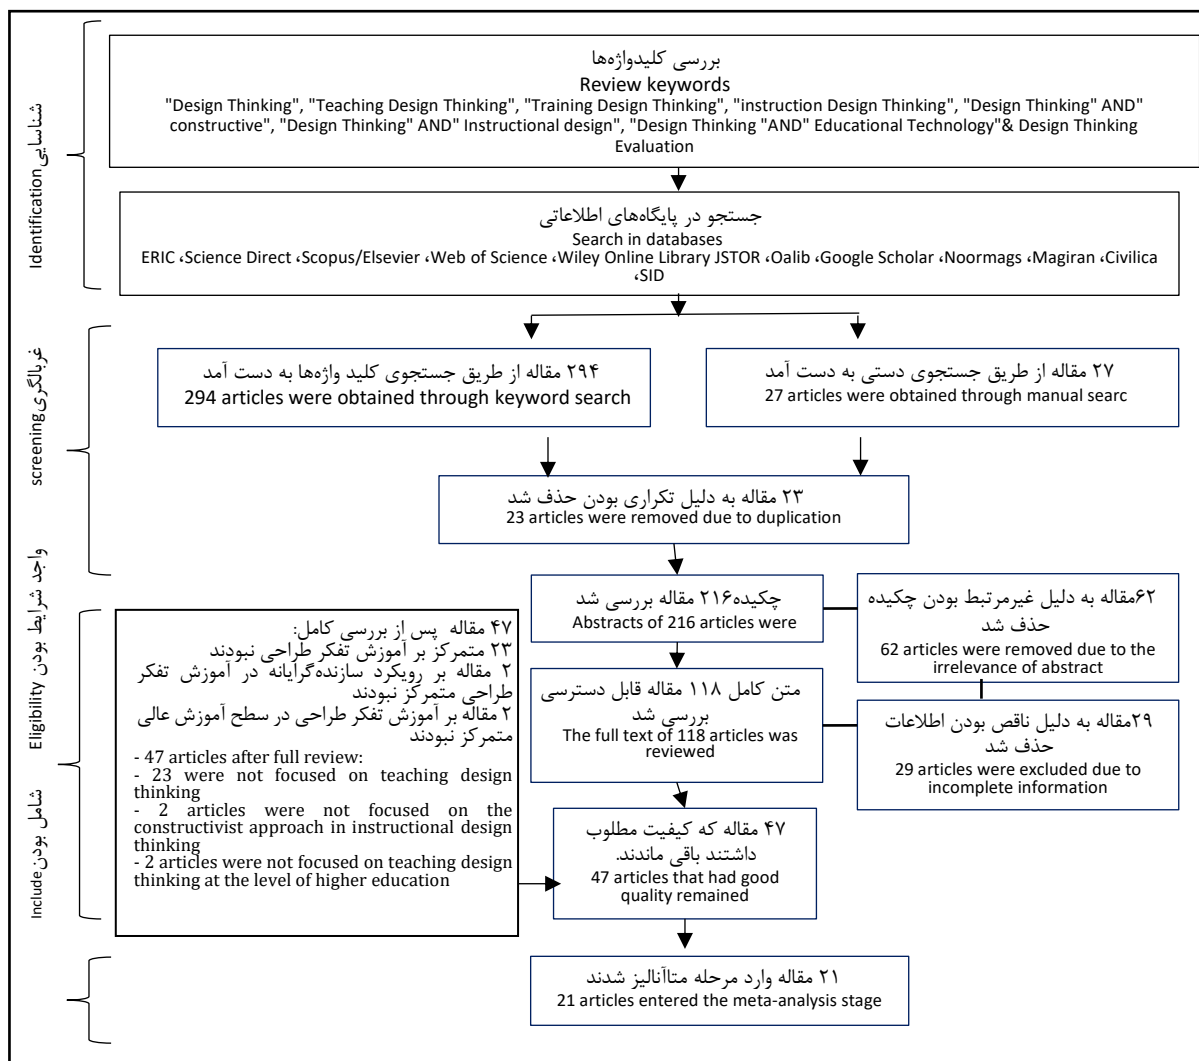 بررسی کلیدواژه‌ها
Review keywords
"Design Thinking", "Teaching Design Thinking", "Training Design Thinking", "instruction Design Thinking", "Design Thinking" AND"
constructive", "Design Thinking" AND" Instructional design", "Design Thinking "AND" Educational Technology"& Design Thinking
Evaluation
شناسایی Identification
جستجو در پایگاه‌های اطلاعاتی
Search in databases
ERIC ،Science Direct ،Scopus/Elsevier ،Web of Science ،Wiley Online Library JSTOR ،Oalib ،Google Scholar ،Noormags ،Magiran ،Civilica
،SID
غربالگری screening
۲۹۴ مقاله از طریق جستجوی کلید واژه‌ها به دست آمد
294 articles were obtained through keyword search
۲۷ مقاله از طریق جستجوی دستی به دست آمد
27 articles were obtained through manual searc
۲۳ مقاله به دلیل تکراری بودن حذف شد
23 articles were removed due to duplication
واجد شرایط بودن Eligibility
چکیده۲۱۶ مقاله بررسی شد
Abstracts of 216 articles were
۶۲مقاله به دلیل غیرمرتبط بودن چکیده
حذف شد
62 articles were removed due to the
irrelevance of abstract
متن کامل ۱۱۸ مقاله قابل دسترسی
بررسی شد
The full text of 118 articles was
reviewed
۲۹مقاله به دلیل ناقص بودن اطلاعات
حذف شد
29 articles were excluded due to
incomplete information
۴۷ مقاله پس از بررسی کامل:
۲۳ متمرکز بر آموزش تفکر طراحی نبودند
۲ مقاله بر رویکرد سازنده‌گرایانه در آموزش تفکر
طراحی متمرکز نبودند
۲ مقاله بر آموزش تفکر طراحی در سطح آموزش عالی
متمرکز نبودند
- 47 articles after full review:
- 23 were not focused on teaching design
thinking
- 2 articles were not focused on the
constructivist approach in instructional design
thinking
- 2 articles were not focused on teaching design
thinking at the level of higher education
شامل بودن Include
۴۷ مقاله که کیفیت مطلوب
داشتند باقی ماندند.
47 articles that had good
quality remained
۲۱ مقاله وارد مرحله متاآنالیز شدند
21 articles entered the meta-analysis stage